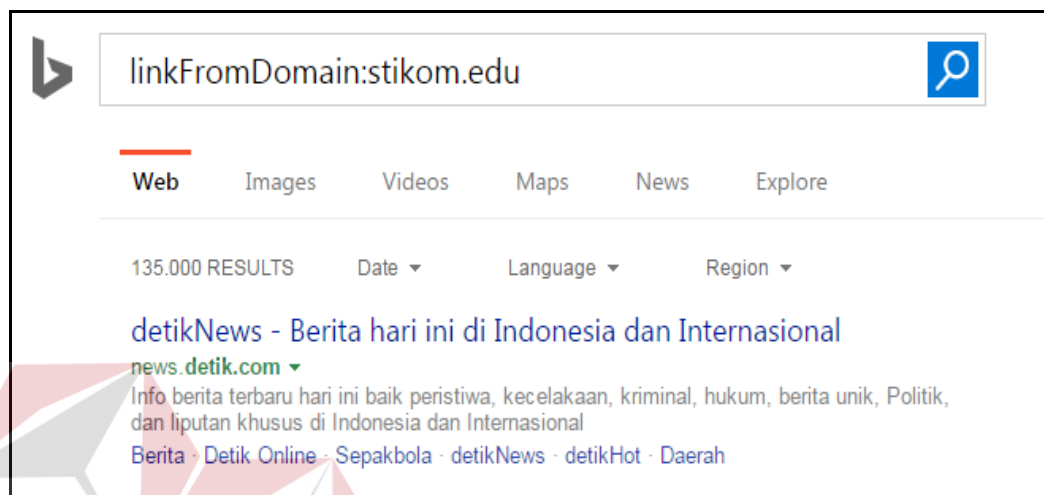 linkFromDomain:stikom.edu
Web Images Videos Maps News Explore
135.000 RESULTS Date Language Region
detikNews - Berita hari ini di Indonesia dan Internasional
news.detik.com
Info berita terbaru hari ini baik peristiwa, kecelakaan, kriminal, hukum, berita unik, Politik,
dan liputan khusus di Indonesia dan Internasional
Berita · Detik Online · Sepakbola · detikNews · detikHot · Daerah